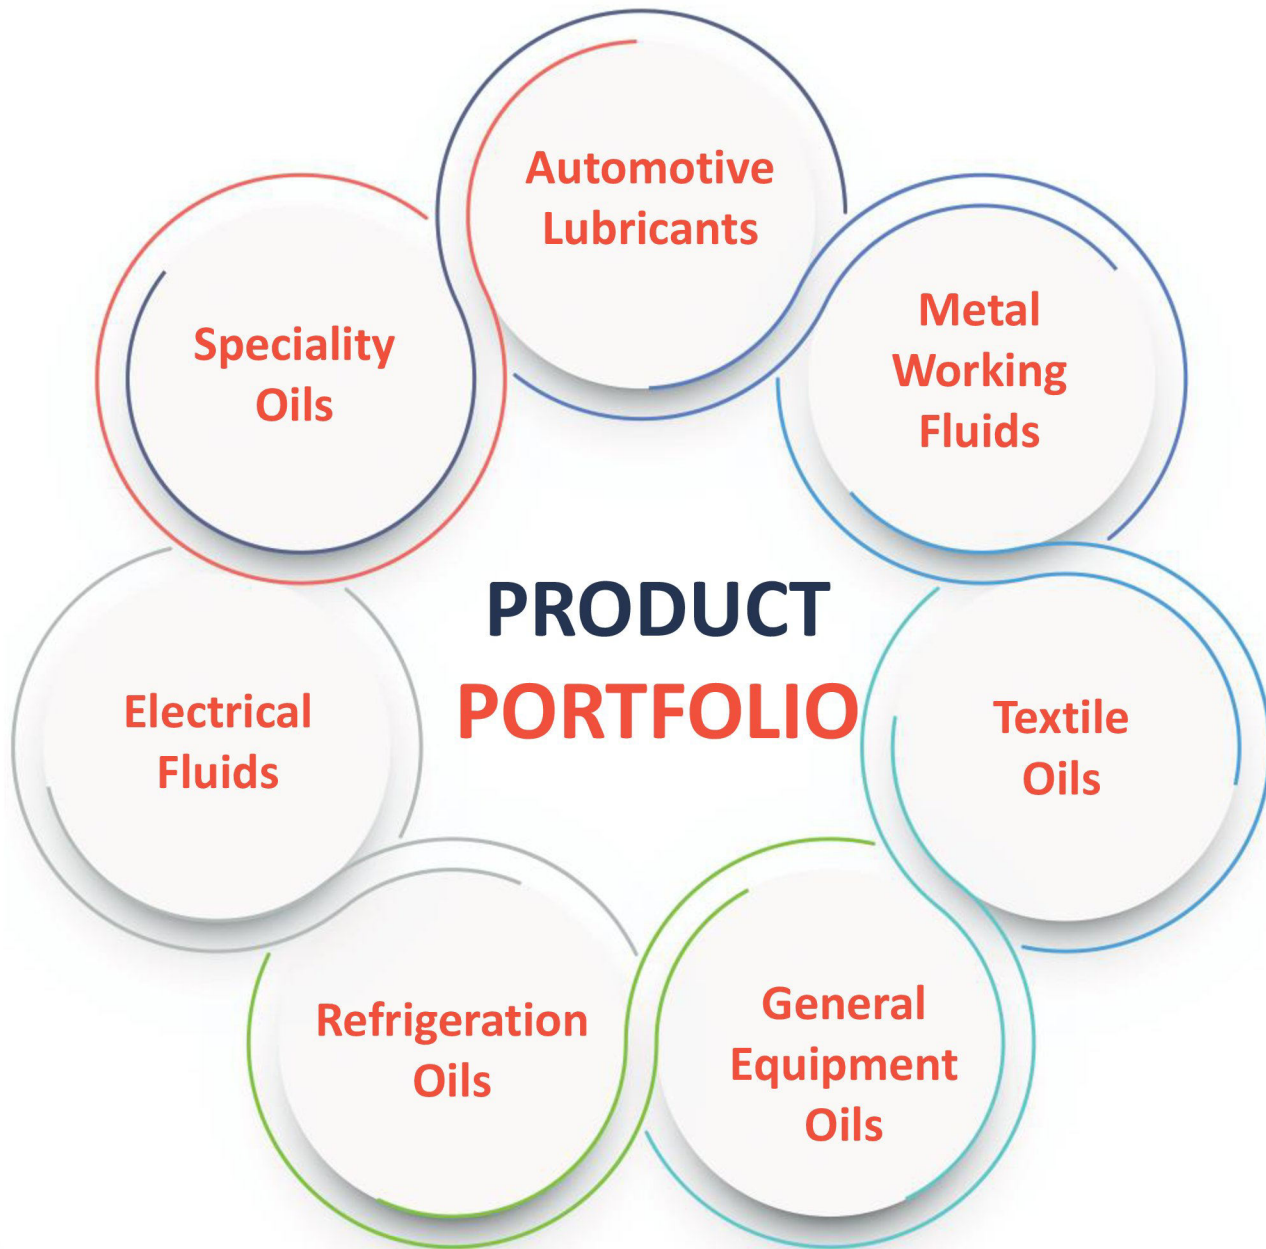 Automotive
Lubricants
Metal
Working
Fluids
Textile
Oils
General
Equipment
Oils
Refrigeration
Oils
Electrical
Fluids
Speciality
Oils
PRODUCT
PORTFOLIO